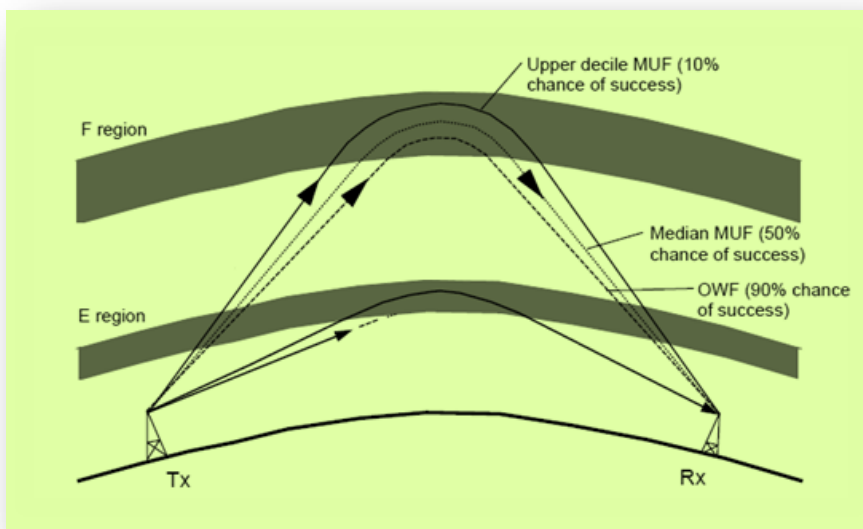 Upper decile MUF (10%
chance of success)
F region
Median MUF (50%
chance of success)
OWF (90% chance
of success)
E region
Tx
Rx